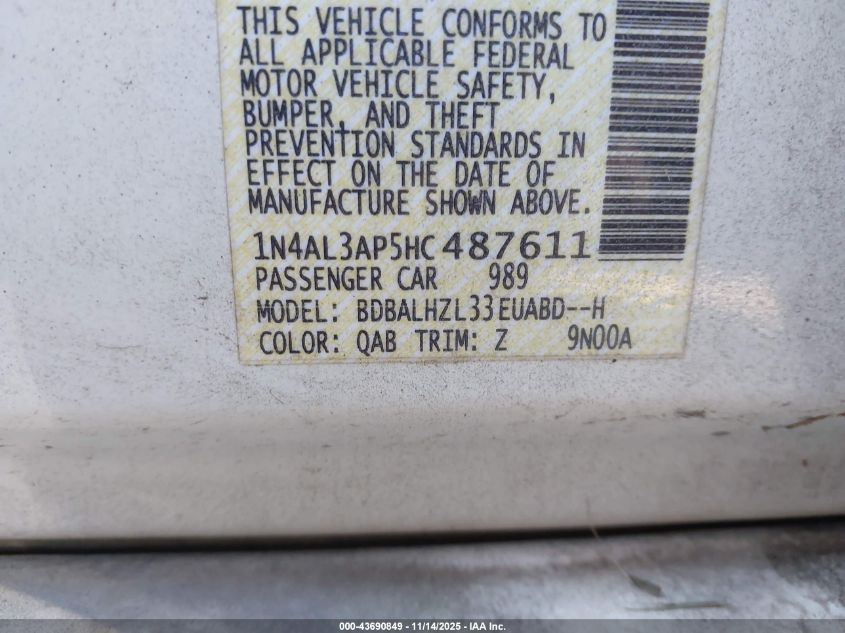 THIS VEHICLE CONFORMS TO
ALL APPLICABLE FEDERAL
MOTOR VEHICLE SAFETY,
BUMPER, AND THEFT
PREVENTION STANDARDS IN
EFFECT ON THE DATE OF
MANUFACTURE SHOWN ABOVE.
1N4AL3AP5HC487611
PASSENGER CAR 989
MODEL: BDBALHZL33EUABD--H
COLOR: QAB TRIM: Z 9N00A
000-43690849 - 11/14/2025 - IAA Inc.